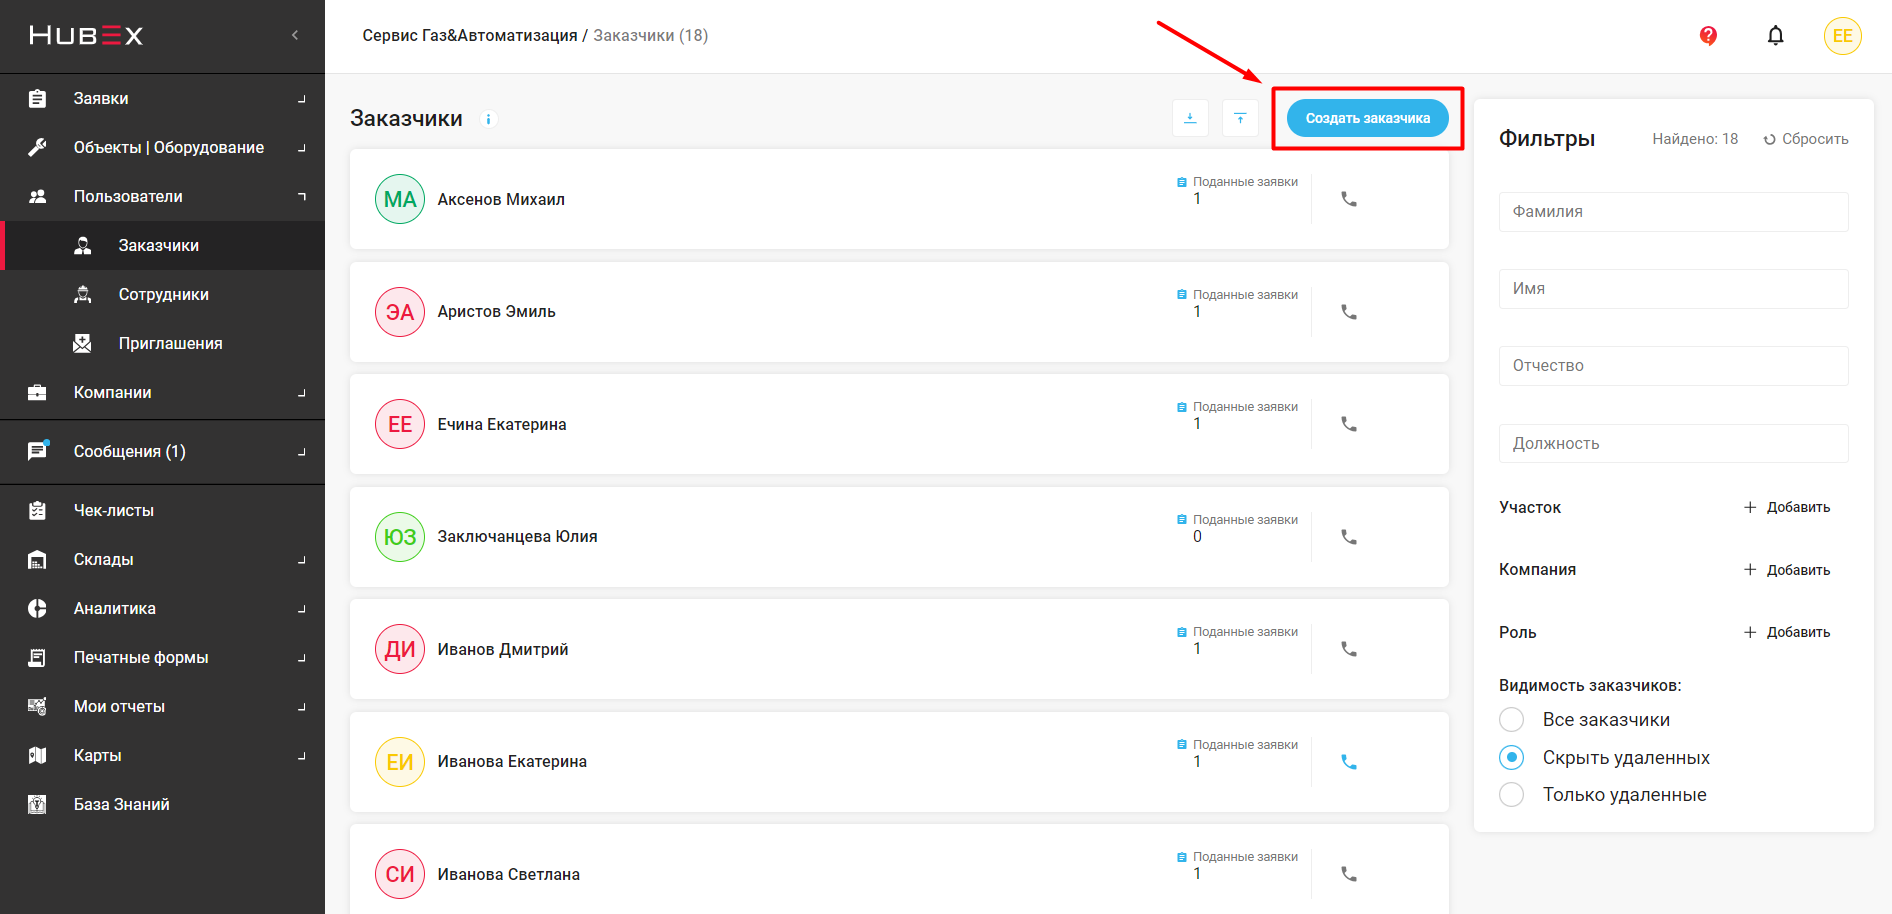 HUBEX
Заявки
Объекты | Оборудование
Пользователи
Заказчики
Сотрудники
Приглашения
Компании
Сообщения (1)
Чек-листы
Склады
Аналитика
Печатные формы
Мои отчеты
Карты
База Знаний
Сервис Газ&Автоматизация / Заказчики (18)
EE
Заказчики
i
Создать заказчика
МА
Аксенов Михаил
Поданные заявки
1
ЭА
Аристов Эмиль
Поданные заявки
1
ЕЕ
Ечина Екатерина
Поданные заявки
1
ЮЗ
Заключанцева Юлия
Поданные заявки
0
ДИ
Иванов Дмитрий
Поданные заявки
1
ЕИ
Иванова Екатерина
Поданные заявки
1
СИ
Иванова Светлана
Поданные заявки
1
Фильтры
Найдено: 18
Сбросить
Фамилия
Имя
Отчество
Должность
Участок
+ Добавить
Компания
+ Добавить
Роль
+ Добавить
Видимость заказчиков:
Все заказчики
Скрыть удаленных
Только удаленные